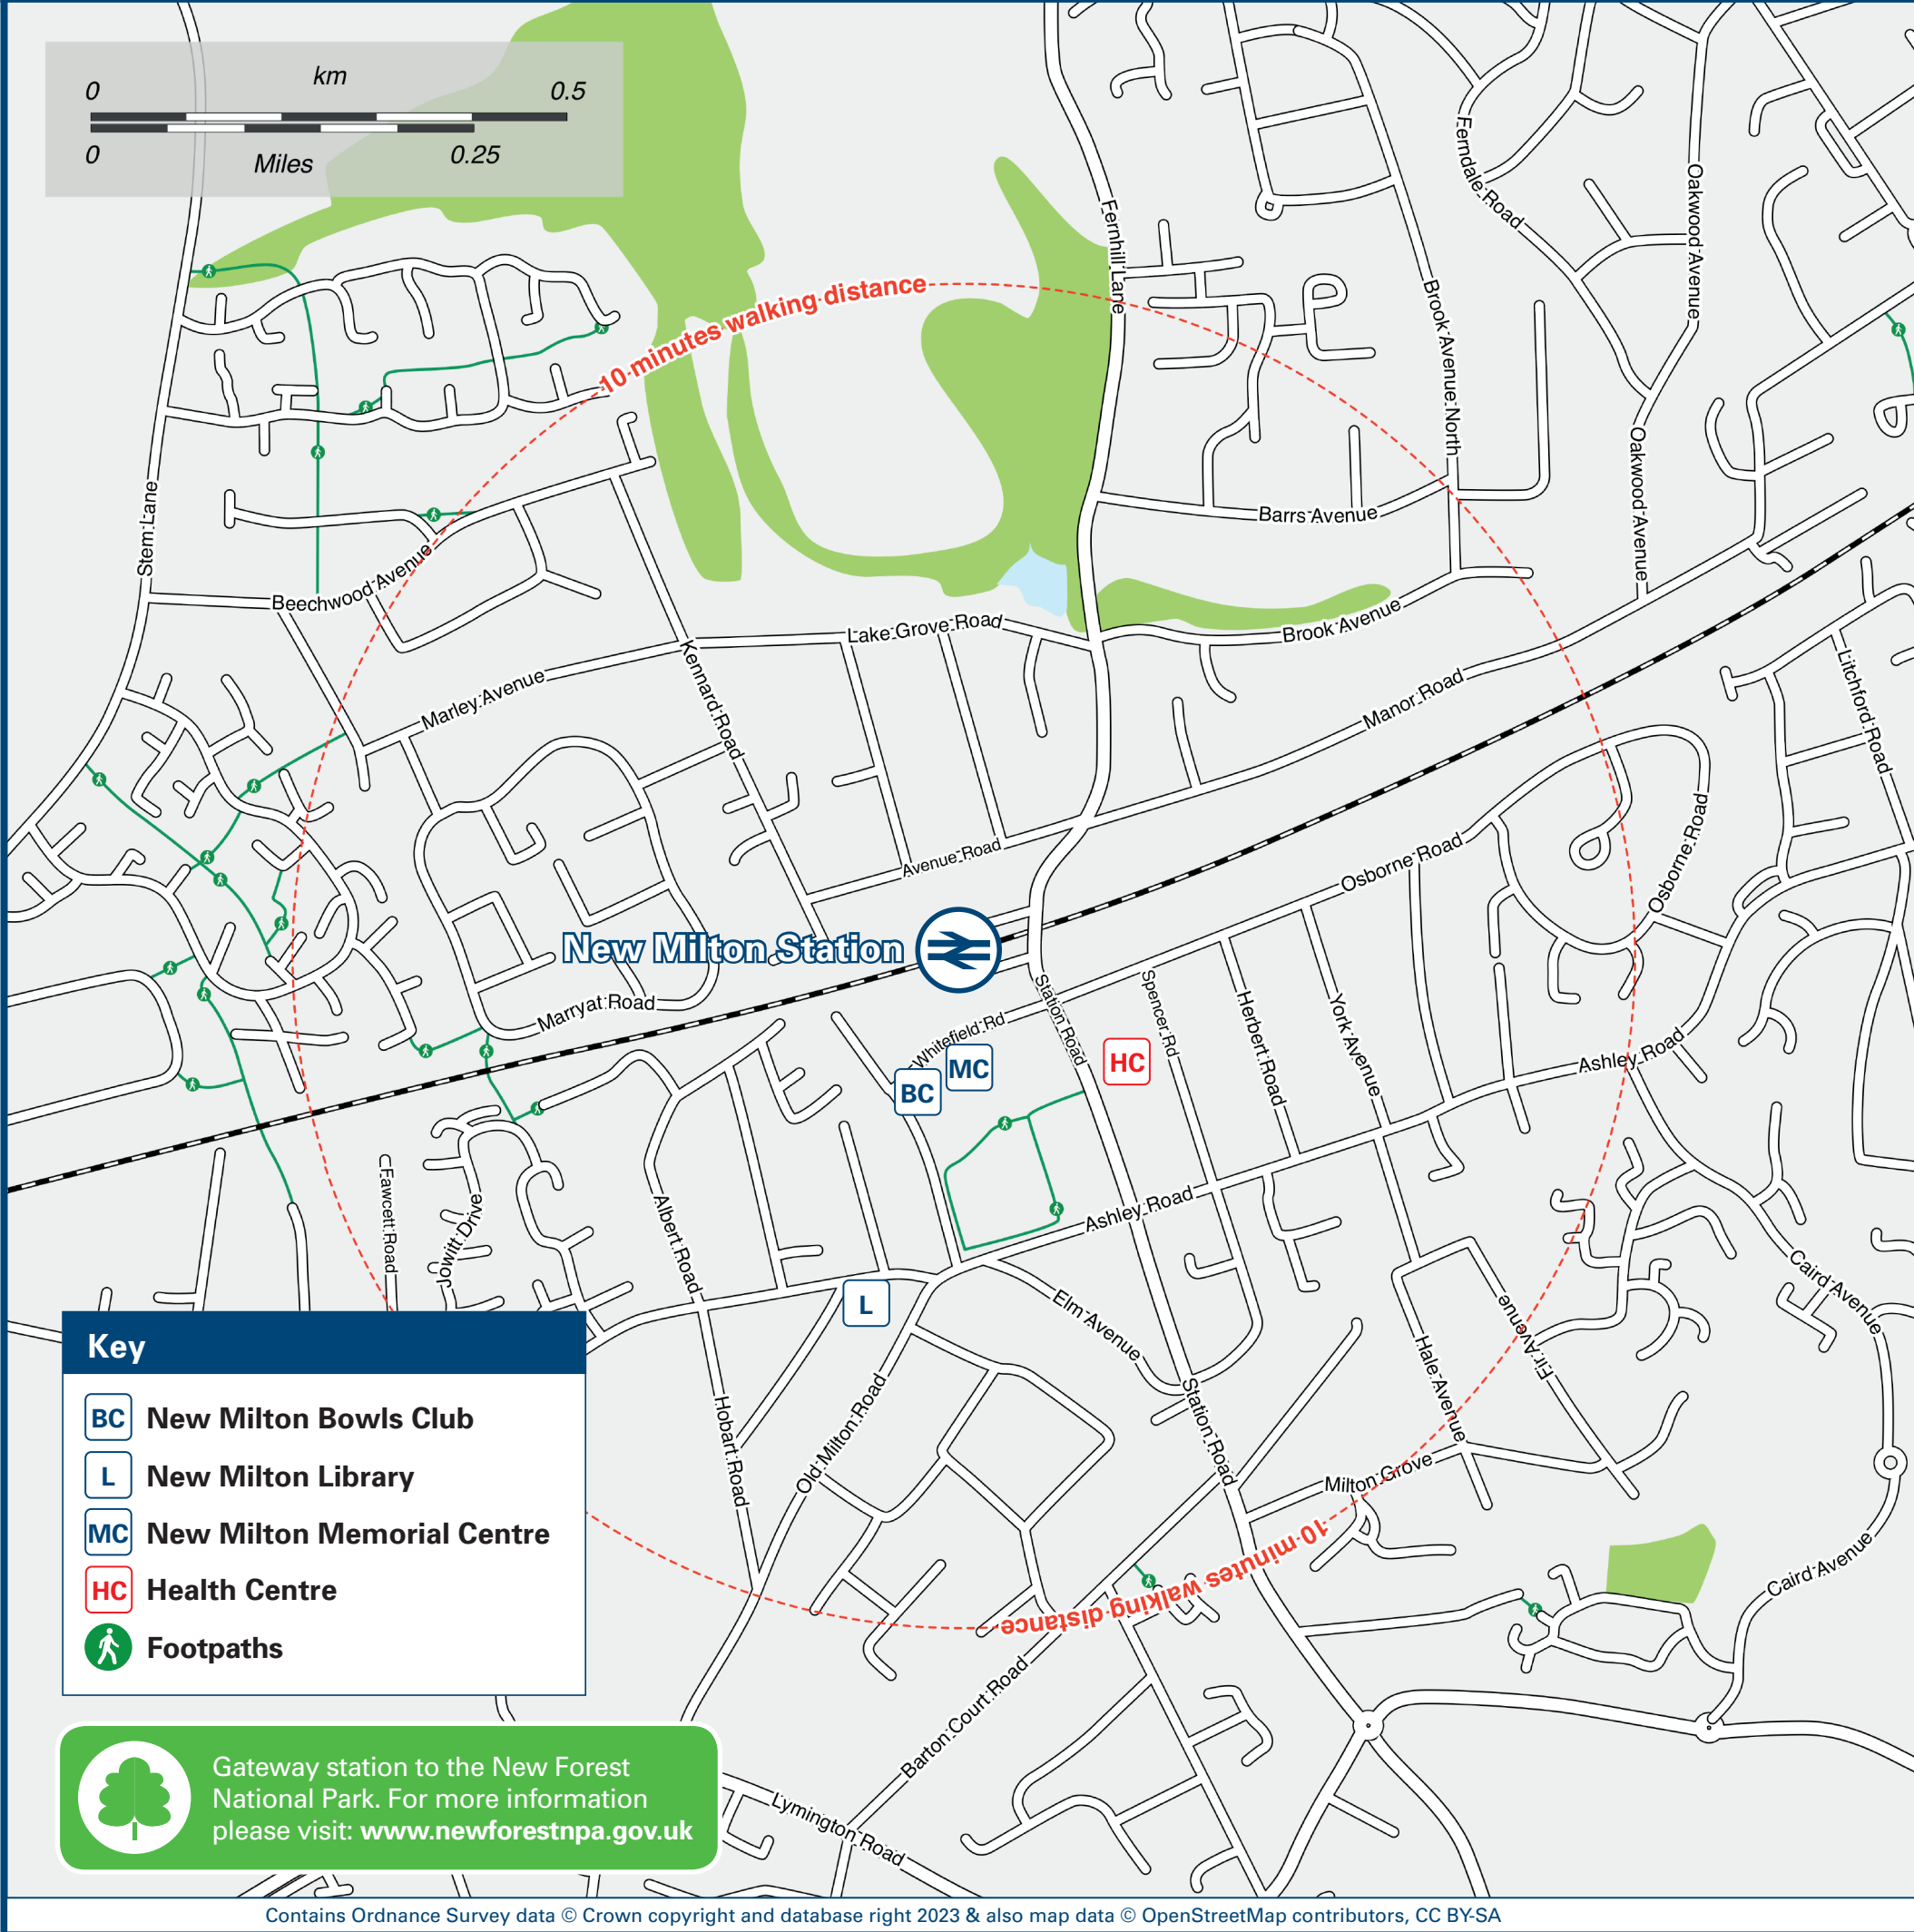 km
0 0.5
0 0.25
Miles
Fernhill Lane
Ferndale Road
Oakwood Avenue
Brook Avenue North
10 minutes walking distance
Oakwood Avenue
Stem Lane
Barrs Avenue
Beechwood Avenue
Lake Grove Road
Brook Avenue
Kennard Road
Marley Avenue
Manor Road
Litchford Road
Avenue Road
Osborne Road
Osborne Road
New Milton Station
Marryat Road
Station Road
Spencer Rd
Herbert Road
York Avenue
Whitefield Rd
MC
HC
BC
Ashley Road
Fawcett Road
Jowitt Drive
Albert Road
Ashley Road
L
Elm Avenue
Caird Avenue
Hale Avenue
Fir Avenue
Key
BC New Milton Bowls Club
L New Milton Library
MC New Milton Memorial Centre
HC Health Centre
Footpaths
Hobart Road
Old Milton Road
Station Road
Milton Grove
10 minutes walking distance
Caird Avenue
Barton Court Road
Lymington Road
Gateway station to the New Forest
National Park. For more information
please visit: www.newforestnpa.gov.uk
Contains Ordnance Survey data © Crown copyright and database right 2023 & also map data © OpenStreetMap contributors, CC BY-SA